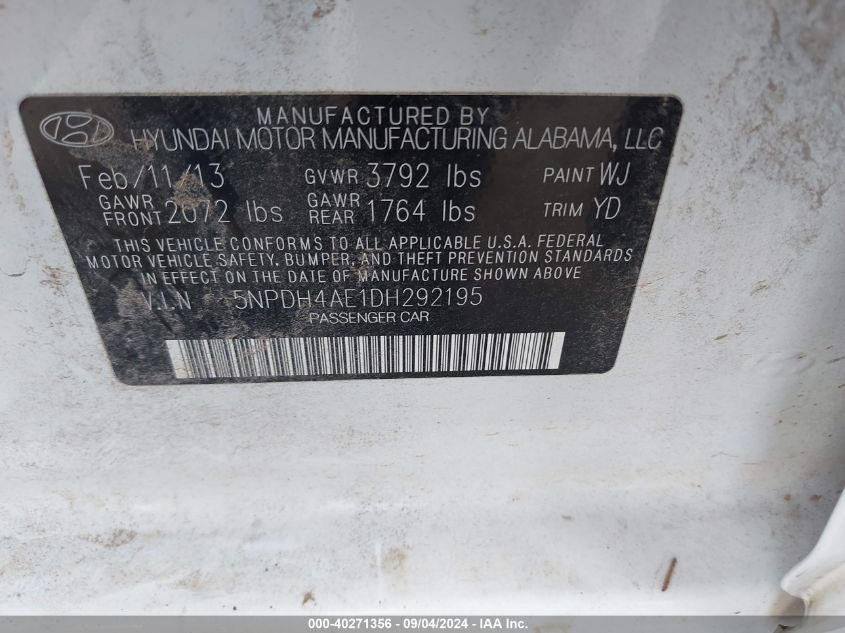 MANUFACTURED BY
HYUNDAI MOTOR MANUFACTURING ALABAMA, LLC
Feb/11/13 GVWR 3792 lbs PAINT WJ
GAWR FRONT 2072 lbs GAWR REAR 1764 lbs TRIM YD
THIS VEHICLE CONFORMS TO ALL APPLICABLE U.S.A. FEDERAL
MOTOR VEHICLE SAFETY, BUMPER, AND THEFT PREVENTION STANDARDS
IN EFFECT ON THE DATE OF MANUFACTURE SHOWN ABOVE
V.I.N 5NPDH4AE1DH292195
PASSENGER CAR
000-40271356 - 09/04/2024 - IAA Inc.